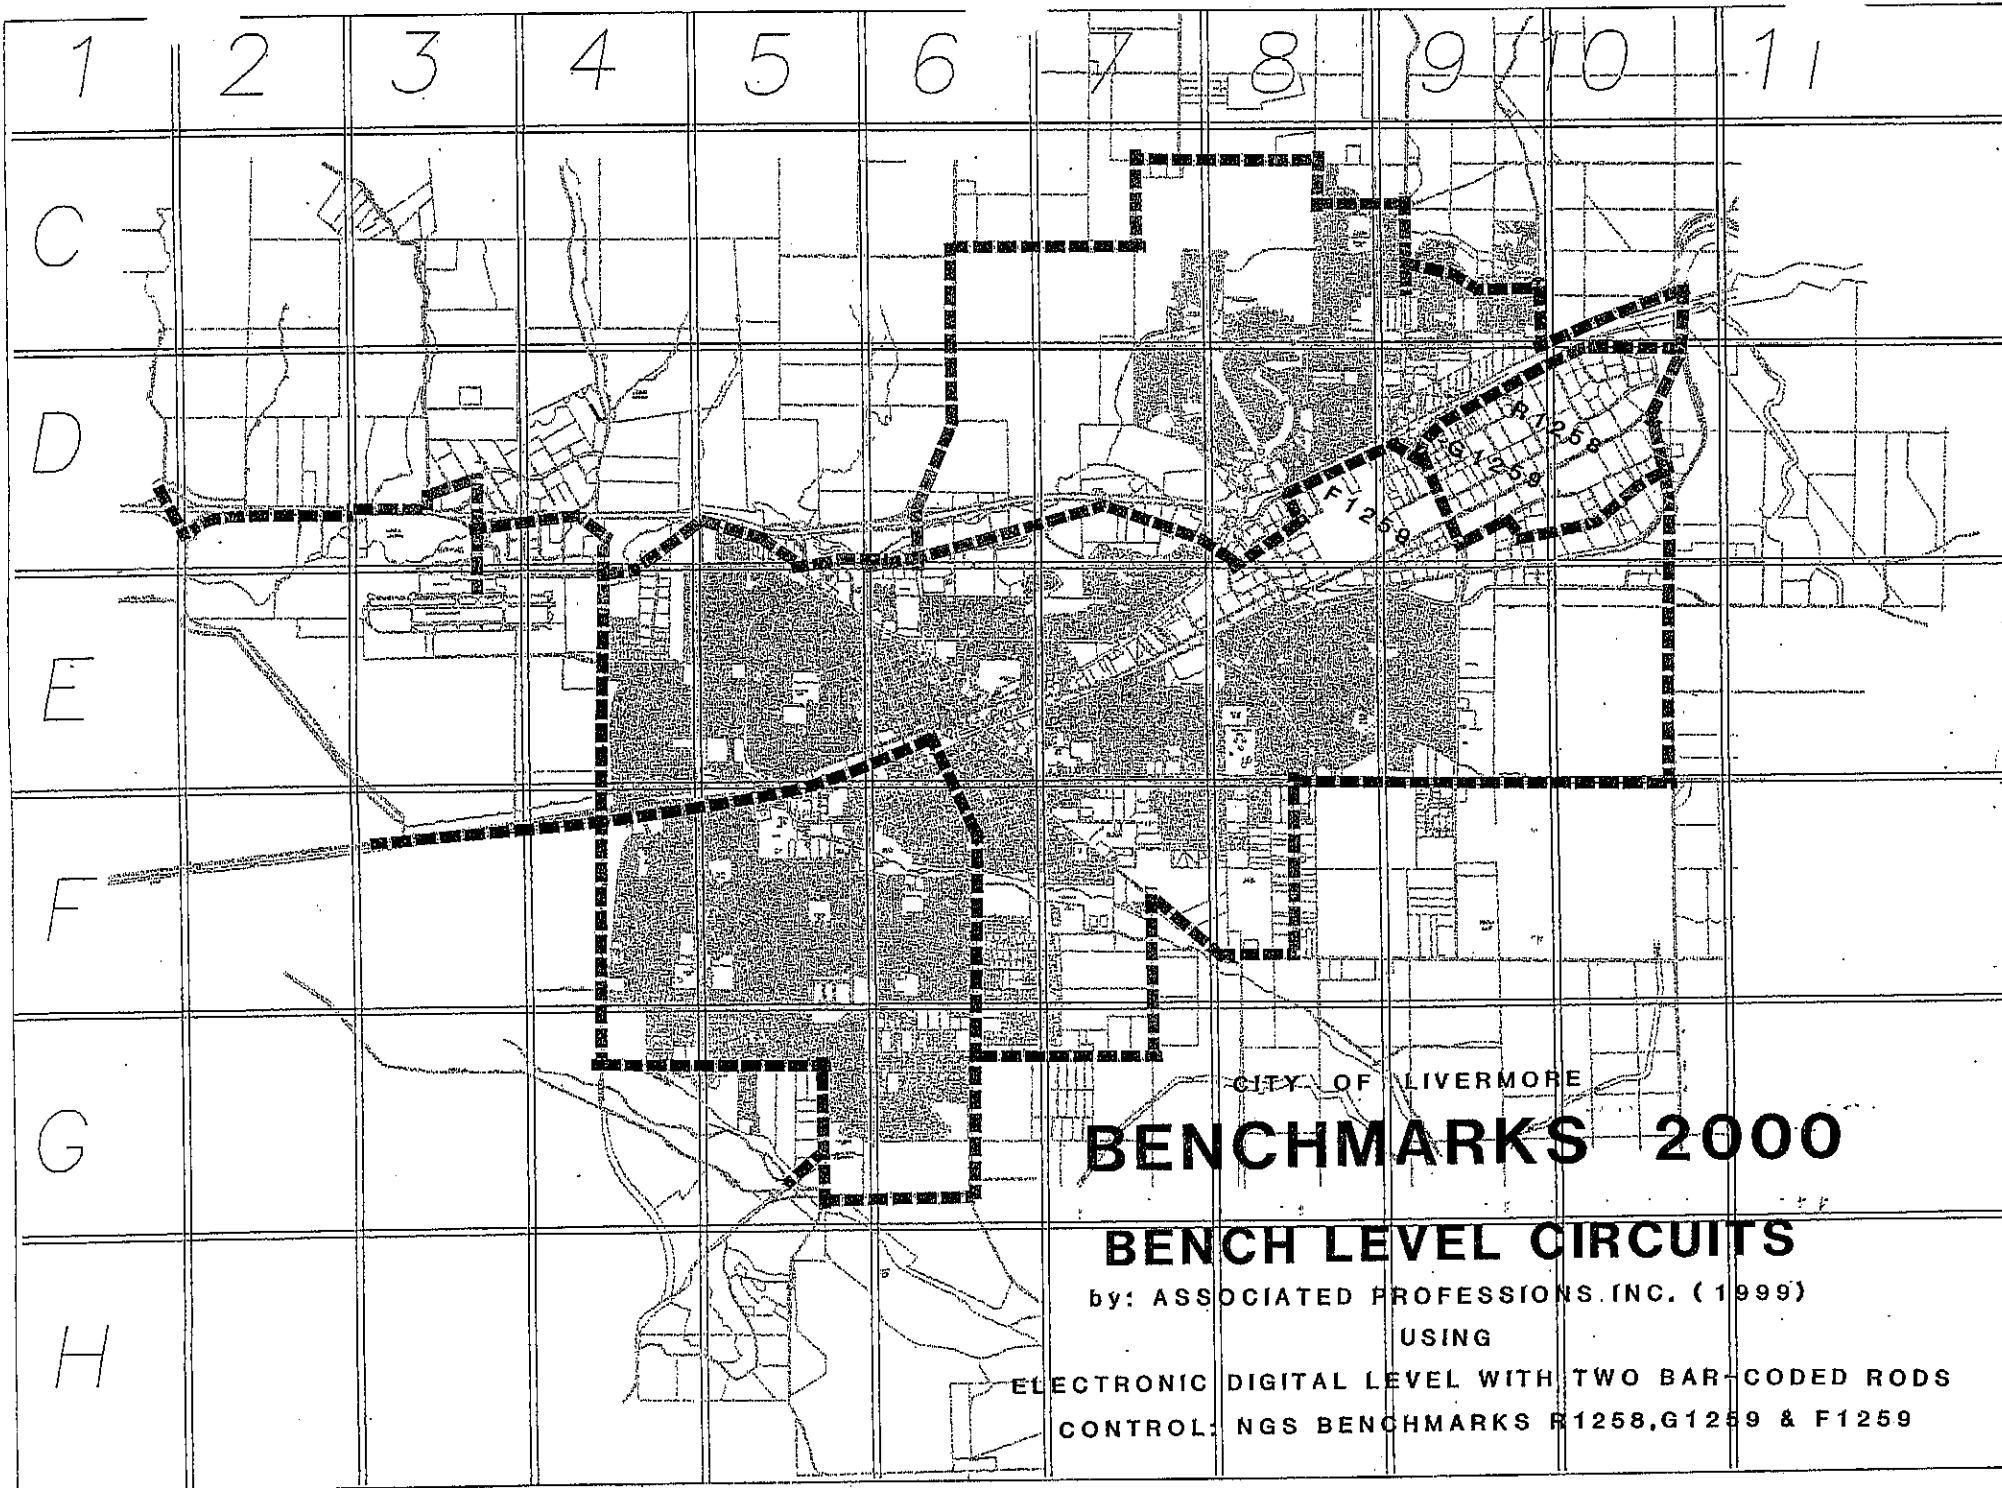 1 2 3 4 5 6 7 8 9 10 11
C
D
R1258
G1259
F1259
E
F
G
CITY OF LIVERMORE
BENCHMARKS 2000
BENCH LEVEL CIRCUITS
by: ASSOCIATED PROFESSIONS.INC. (1999)
H
USING
ELECTRONIC DIGITAL LEVEL WITH TWO BAR-CODED RODS
CONTROL: NGS BENCHMARKS R1258,G1259 & F1259